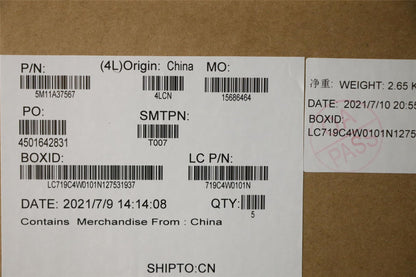 P/N: (4L)Origin: China MO:
5M11A37567 4LCN 15686464
PO: SMTPN:
4501642831 T007
BOXID: LC P/N:
LC719C4W0101N127531937 719C4W0101N
DATE: 2021/7/9 14:14:08 QTY:
5
Contains Merchandise From : China
SHIPTO:CN
净重: WEIGHT: 2.65 K
DATE: 2021/7/10 20:55
BOXID:
LC719C4W0101N1275
PASS